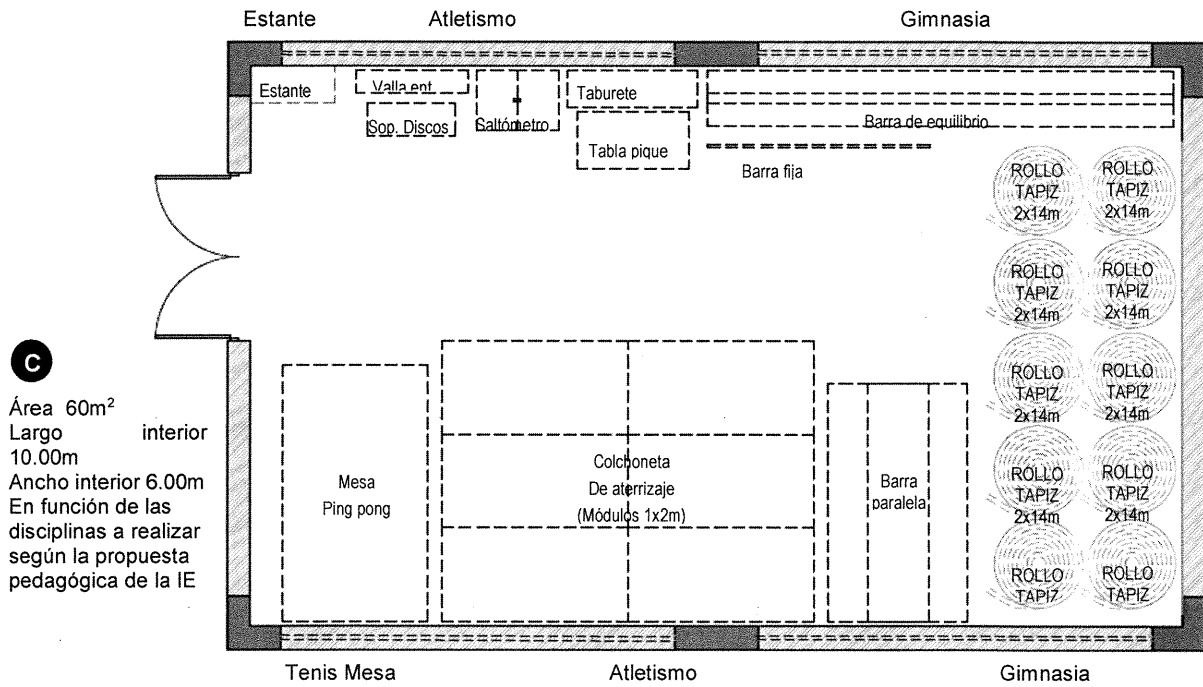 Estante Atletismo Gimnasia
Estante
Valla ent.
Sop. Discos
Saltómetro
Taburete
Tabla pique
Barra de equilibrio
Barra fija
ROLLO
TAPIZ
2x14m
ROLLO
TAPIZ
2x14m
ROLLO
TAPIZ
2x14m
ROLLO
TAPIZ
2x14m
ROLLO
TAPIZ
2x14m
ROLLO
TAPIZ
2x14m
ROLLO
TAPIZ
2x14m
ROLLO
TAPIZ
2x14m
ROLLO
TAPIZ
ROLLO
TAPIZ
C
Área 60m²
Largo interior
10.00m
Ancho interior 6.00m
En función de las
disciplinas a realizar
según la propuesta
pedagógica de la IE
Mesa
Ping pong
Colchoneta
De aterrizaje
(Módulos 1x2m)
Barra
paralela
Tenis Mesa Atletismo Gimnasia